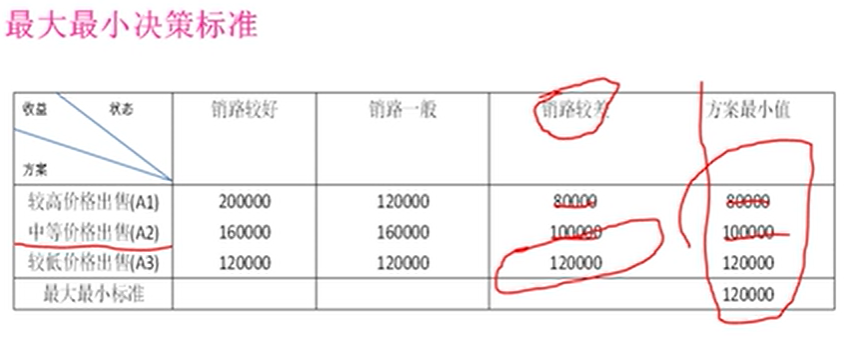 最大最小决策标准
收益 状态 销路较好 销路一般 销路较差 方案最小值
方案
较高价格出售(A1) 200000 120000 80000 80000
中等价格出售(A2) 160000 160000 100000 100000
较低价格出售(A3) 120000 120000 120000 120000
最大最小标准 120000